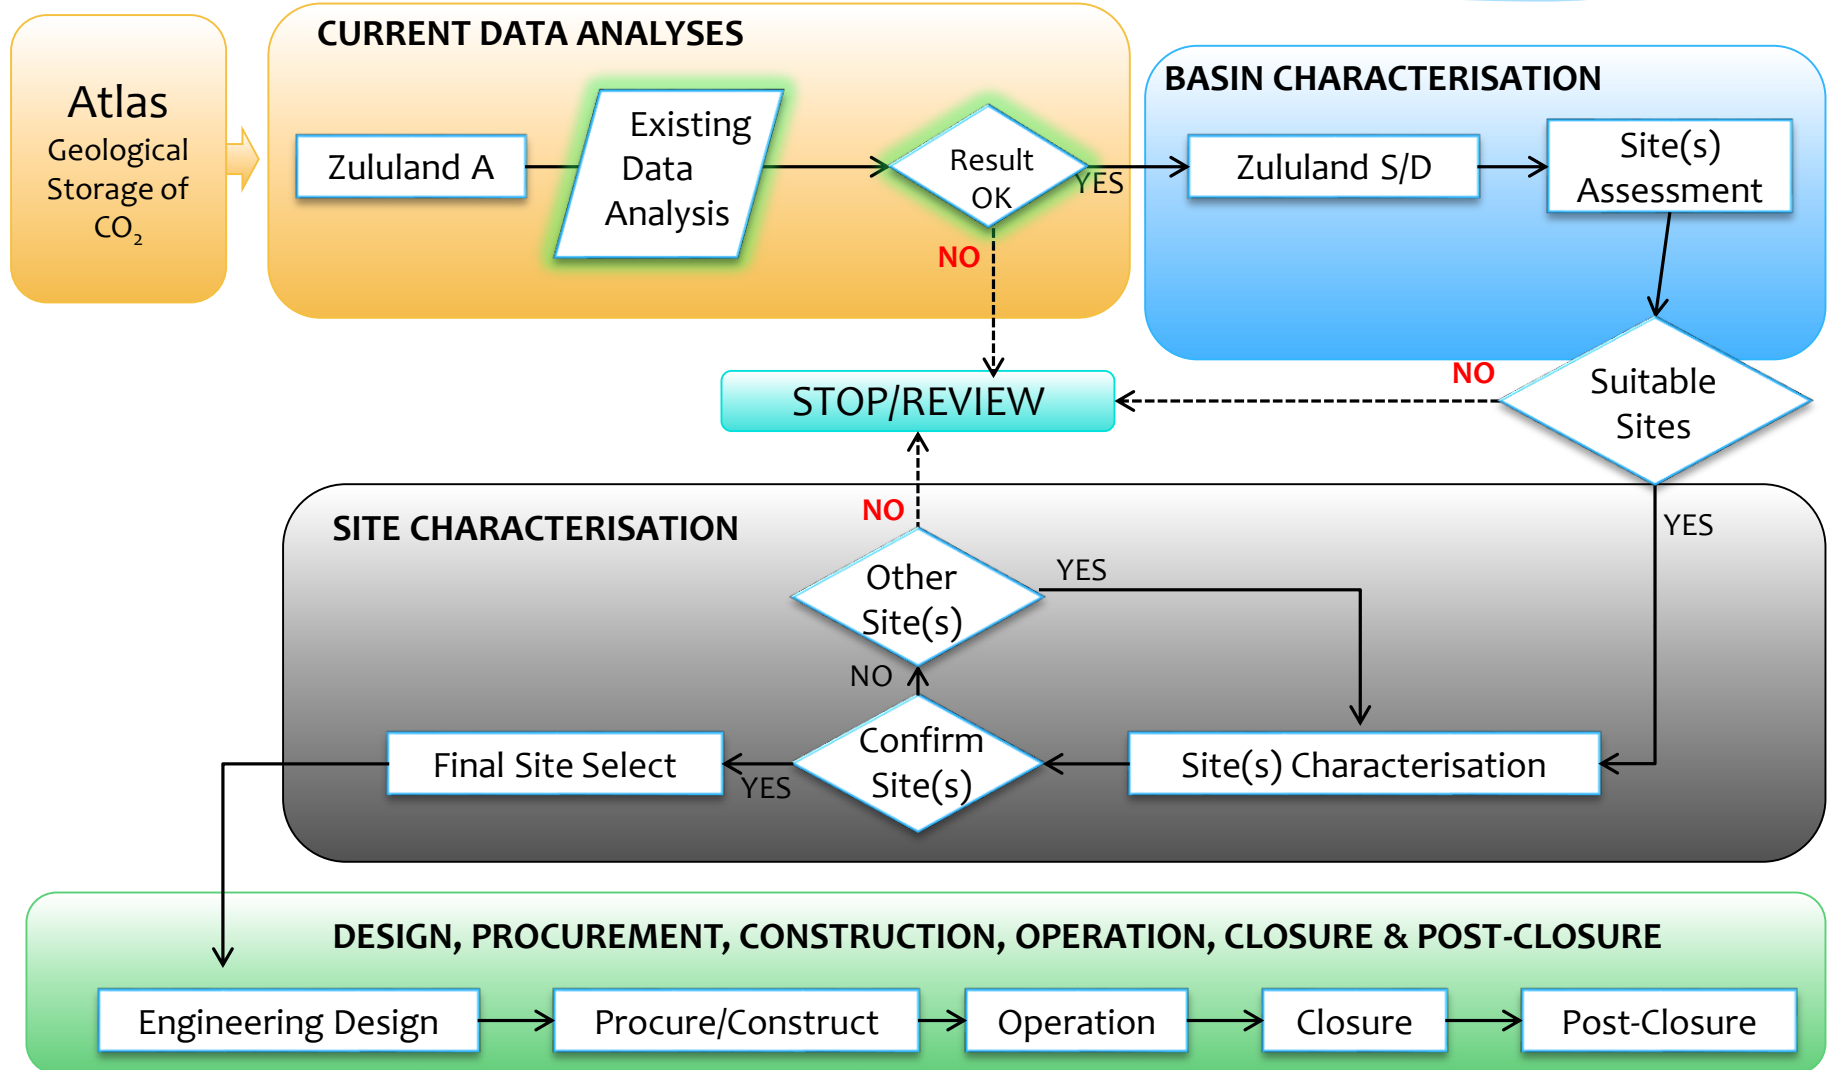 Atlas
Geological
Storage of
CO₂
CURRENT DATA ANALYSES
Zululand A
Existing
Data
Analysis
Result
OK
YES
NO
BASIN CHARACTERISATION
Zululand S/D
Site(s)
Assessment
Suitable
Sites
NO
YES
STOP/REVIEW
SITE CHARACTERISATION
NO
Other
Site(s)
YES
NO
Confirm
Site(s)
YES
Final Site Select
Site(s) Characterisation
DESIGN, PROCUREMENT, CONSTRUCTION, OPERATION, CLOSURE & POST-CLOSURE
Engineering Design
Procure/Construct
Operation
Closure
Post-Closure